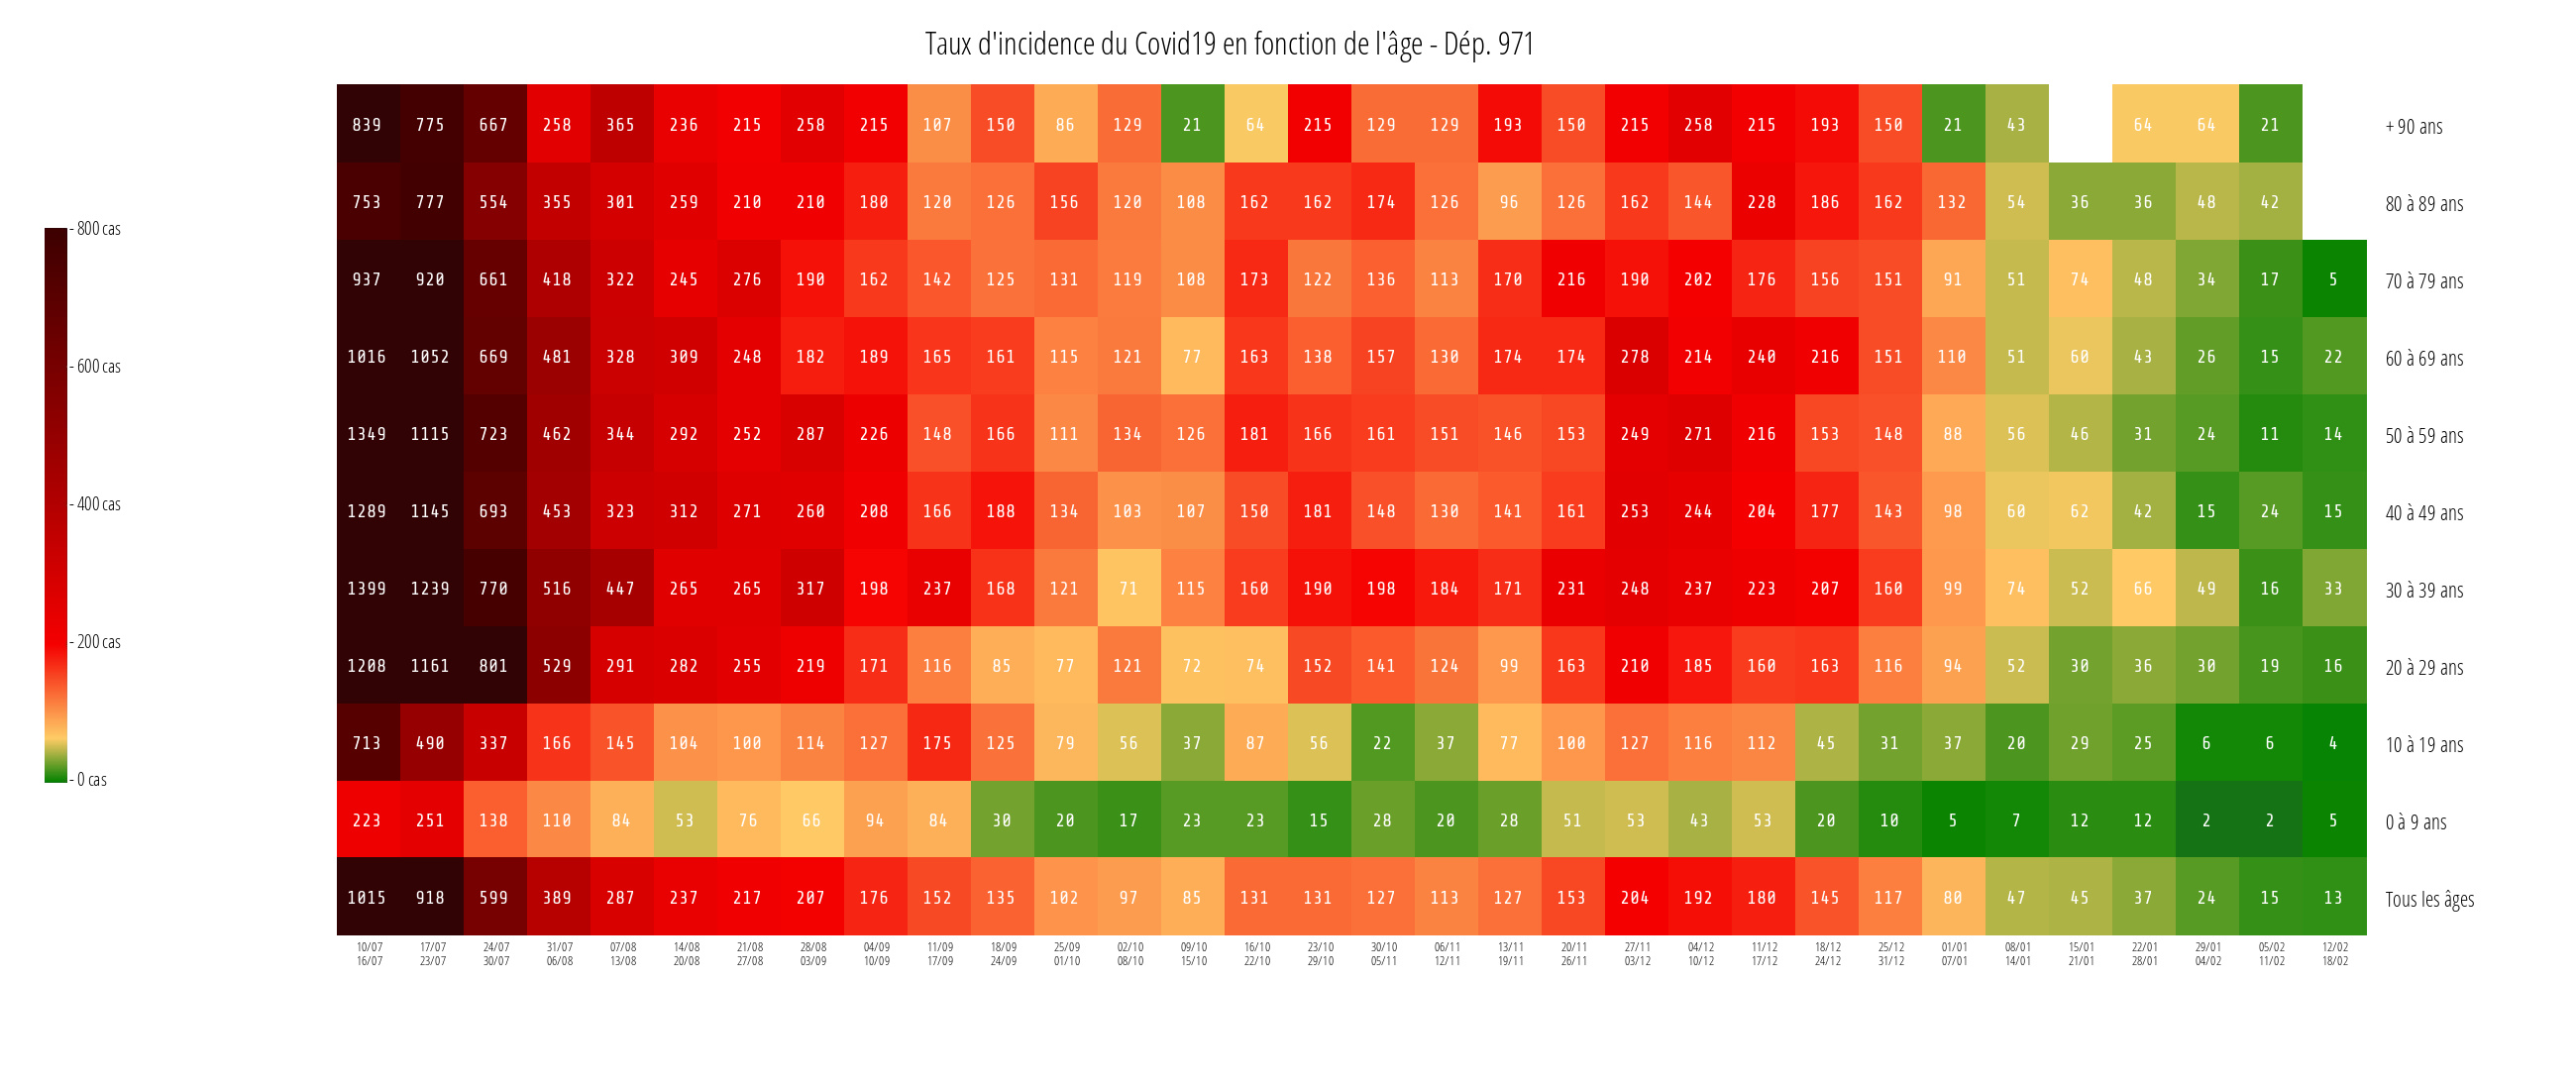 Taux d'incidence du Covid19 en fonction de l'âge - Dép. 971
- 800 cas
- 600 cas
- 400 cas
- 200 cas
- 0 cas
839 775 667 258 365 236 215 258 215 107 150 86 129 21 64 215 129 129 193 150 215 258 215 193 150 21 43 64 64 21 + 90 ans
753 777 554 355 301 259 210 210 180 120 126 156 120 108 162 162 174 126 96 126 162 144 228 186 162 132 54 36 36 48 42 80 à 89 ans
937 920 661 418 322 245 276 190 162 142 125 131 119 108 173 122 136 113 170 216 190 202 176 156 151 91 51 74 48 34 17 5 70 à 79 ans
1016 1052 669 481 328 309 248 182 189 165 161 115 121 77 163 138 157 130 174 174 278 214 240 216 151 110 51 60 43 26 15 22 60 à 69 ans
1349 1115 723 462 344 292 252 287 226 148 166 111 134 126 181 166 161 151 146 153 249 271 216 153 148 88 56 46 31 24 11 14 50 à 59 ans
1289 1145 693 453 323 312 271 260 208 166 188 134 103 107 150 181 148 130 141 161 253 244 204 177 143 98 60 62 42 15 24 15 40 à 49 ans
1399 1239 770 516 447 265 265 317 198 237 168 121 71 115 160 190 198 184 171 231 248 237 223 207 160 99 74 52 66 49 16 33 30 à 39 ans
1208 1161 801 529 291 282 255 219 171 116 85 77 121 72 74 152 141 124 99 163 210 185 160 163 116 94 52 30 36 30 19 16 20 à 29 ans
713 490 337 166 145 104 100 114 127 175 125 79 56 37 87 56 22 37 77 100 127 116 112 45 31 37 20 29 25 6 6 4 10 à 19 ans
223 251 138 110 84 53 76 66 94 84 30 20 17 23 23 15 28 20 28 51 53 43 53 20 10 5 7 12 12 2 2 5 0 à 9 ans
1015 918 599 389 287 237 217 207 176 152 135 102 97 85 131 131 127 113 127 153 204 192 180 145 117 80 47 45 37 24 15 13 Tous les âges
10/07 17/07 24/07 31/07 07/08 14/08 21/08 28/08 04/09 11/09 18/09 25/09 02/10 09/10 16/10 23/10 30/10 06/11 13/11 20/11 27/11 04/12 11/12 18/12 25/12 01/01 08/01 15/01 22/01 29/01 05/02 12/02
16/07 23/07 30/07 06/08 13/08 20/08 27/08 03/09 10/09 17/09 24/09 01/10 08/10 15/10 22/10 29/10 05/11 12/11 19/11 26/11 03/12 10/12 17/12 24/12 31/12 07/01 14/01 21/01 28/01 04/02 11/02 18/02